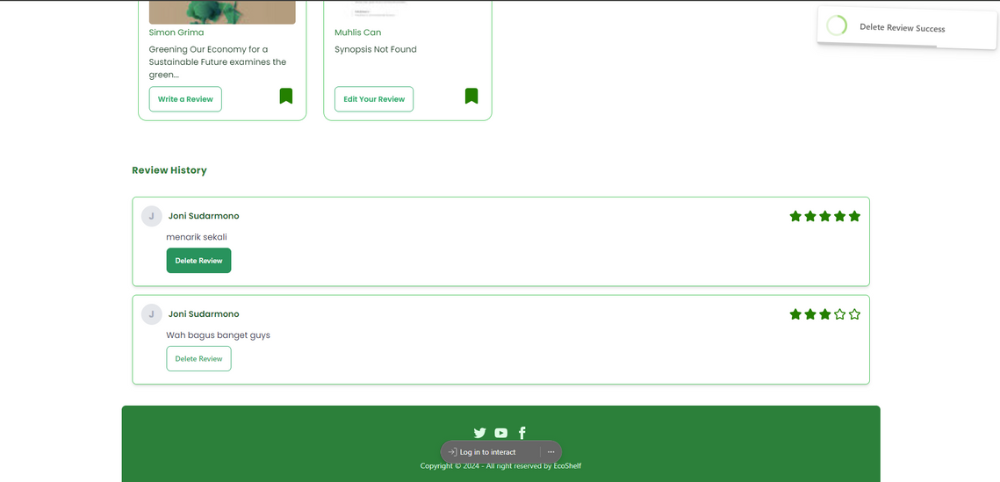 Delete Review Success
Simon Grima
Greening Our Economy for a
Sustainable Future examines the
green...
Write a Review
Muhlis Can
Synopsis Not Found
Edit Your Review
Review History
J
Joni Sudarmono
menarik sekali
Delete Review
J
Joni Sudarmono
Wah bagus banget guys
Delete Review
Log in to interact
Copyright © 2024 - All right reserved by EcoShelf